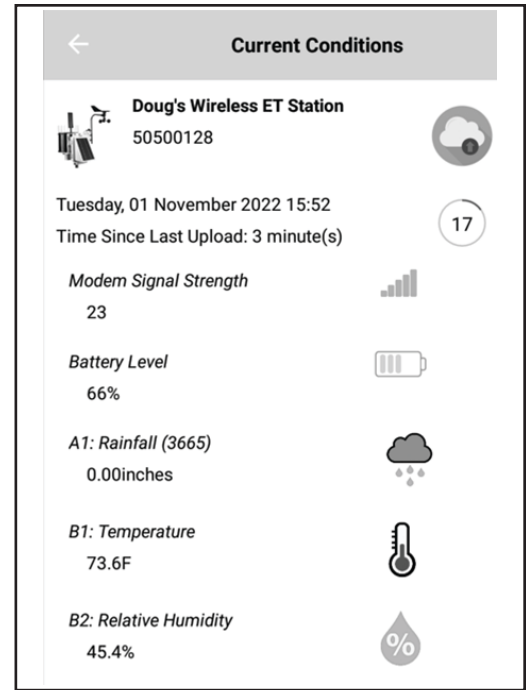 Current Conditions
Doug's Wireless ET Station
50500128
Tuesday, 01 November 2022 15:52
Time Since Last Upload: 3 minute(s)
17
Modem Signal Strength
23
Battery Level
66%
A1: Rainfall (3665)
0.00inches
B1: Temperature
73.6F
B2: Relative Humidity
45.4%
%